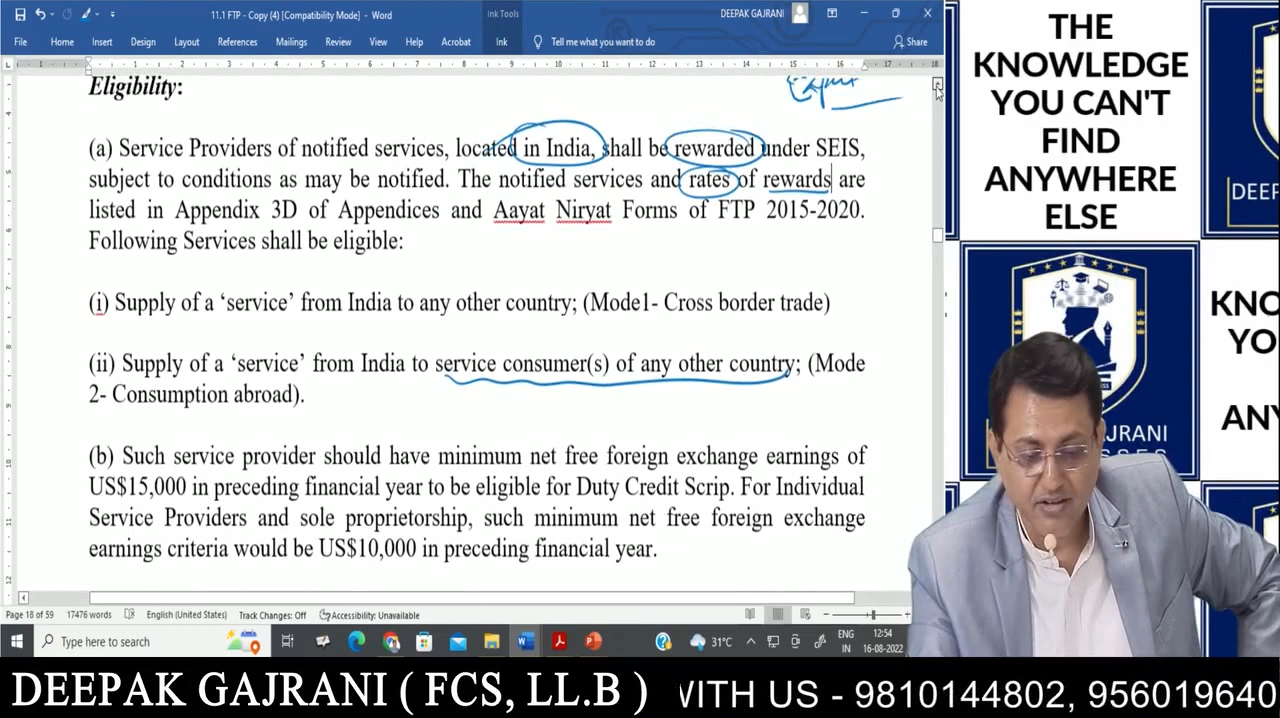 11.1 FTP - Copy (4) [Compatibility Mode] - Word
Ink Tools
DEEPAK GAJRANI
File Home Insert Design Layout References Mailings Review View Help Acrobat Ink Tell me what you want to do Share
Eligibility:
(a) Service Providers of notified services, located in India, shall be rewarded under SEIS,
subject to conditions as may be notified. The notified services and rates of rewards are
listed in Appendix 3D of Appendices and Aayat Niryat Forms of FTP 2015-2020.
Following Services shall be eligible:
(i) Supply of a ‘service’ from India to any other country; (Mode1- Cross border trade)
(ii) Supply of a ‘service’ from India to service consumer(s) of any other country; (Mode
2- Consumption abroad).
(b) Such service provider should have minimum net free foreign exchange earnings of
US$15,000 in preceding financial year to be eligible for Duty Credit Scrip. For Individual
Service Providers and sole proprietorship, such minimum net free foreign exchange
earnings criteria would be US$10,000 in preceding financial year.
Page 18 of 59 17476 words English (United States) Track Changes: Off Accessibility: Unavailable
Type here to search
31°C
ENG
IN
12:54
16-08-2022
THE
KNOWLEDGE
YOU CAN'T
FIND
ANYWHERE
ELSE
DEEP
KNO
YO
ANY
JRANI
DEEPAK GAJRANI ( FCS, LL.B ) WITH US - 9810144802, 956019640